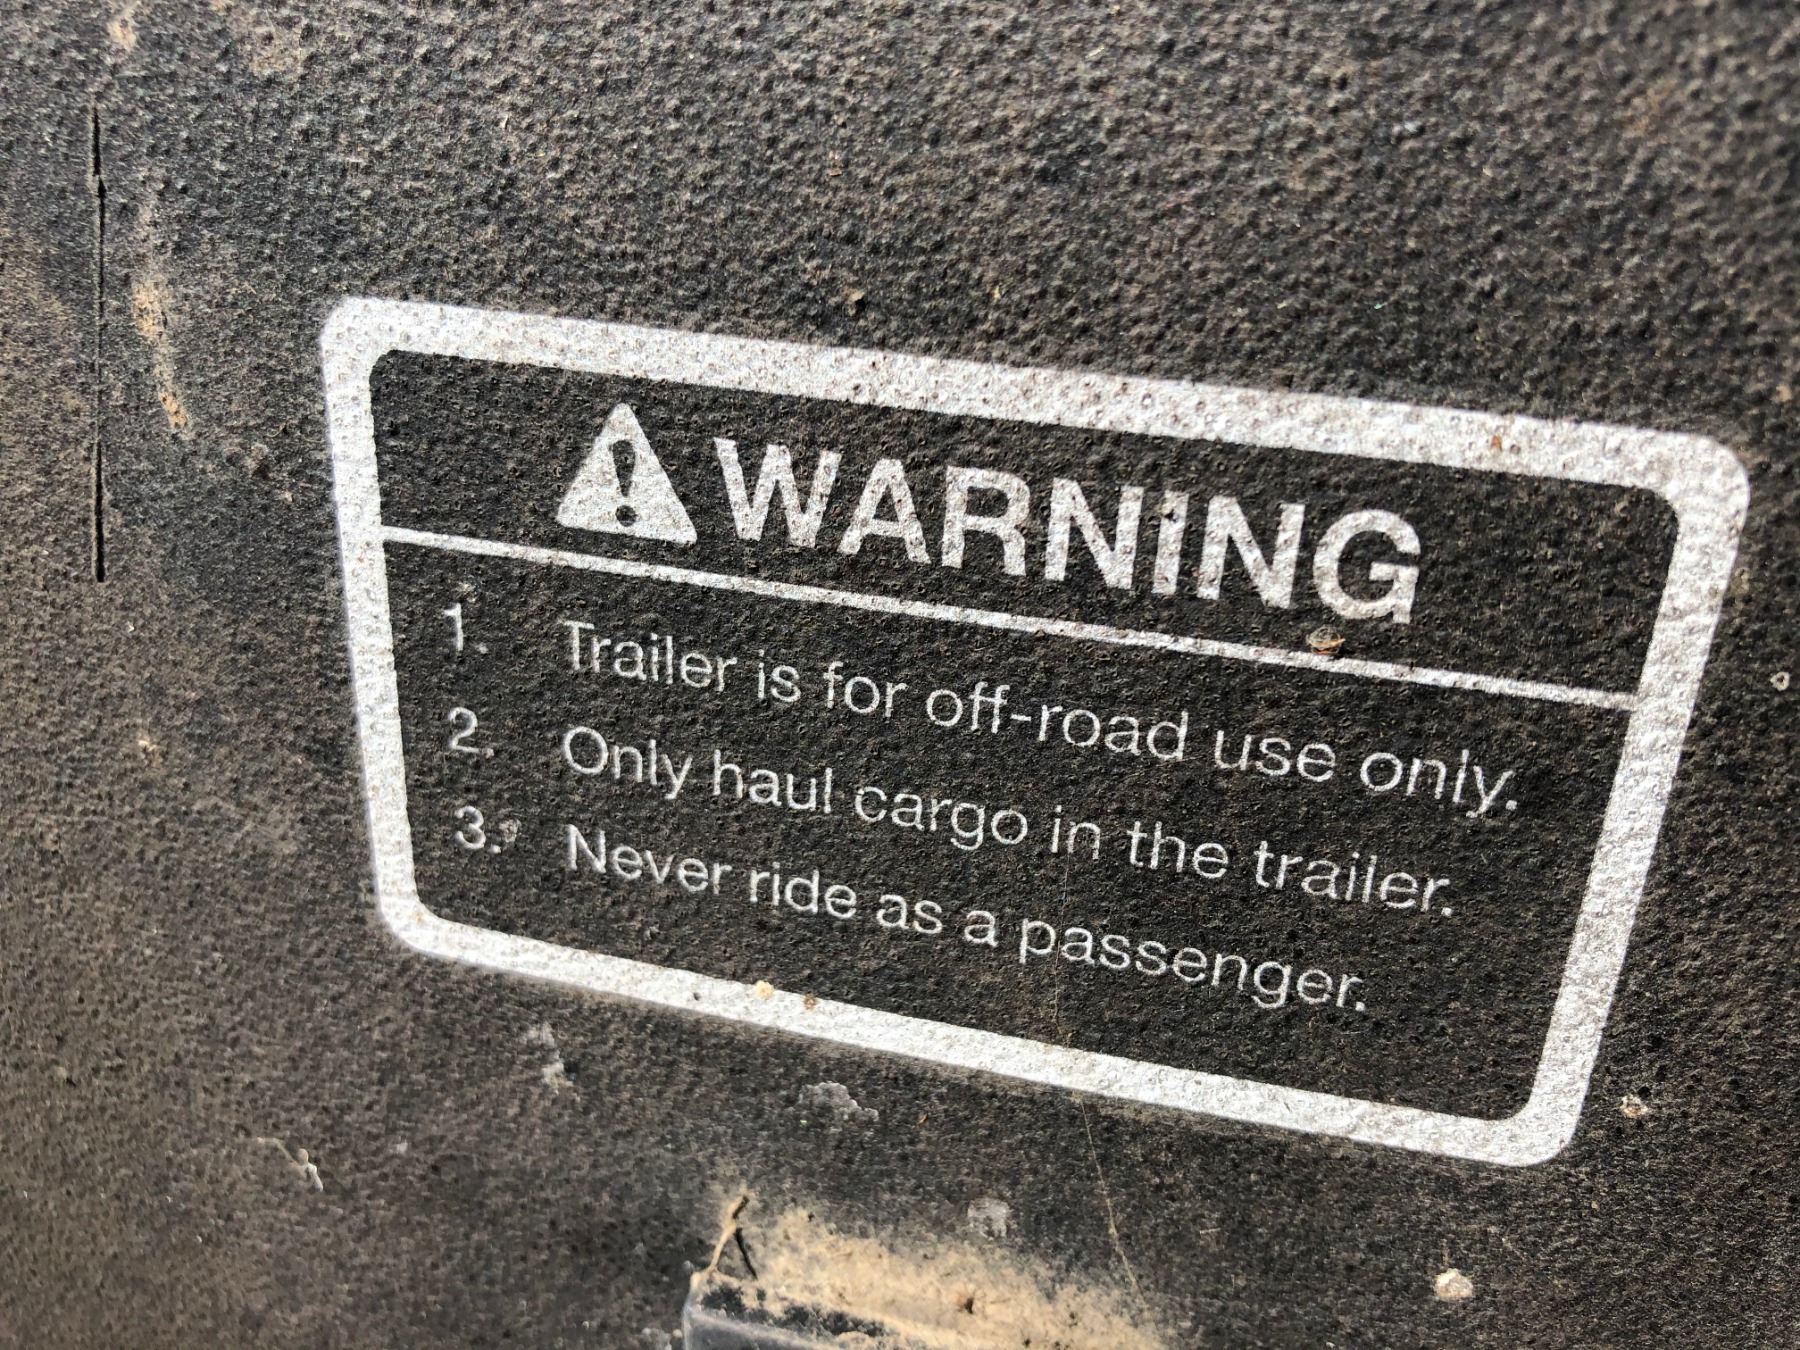 WARNING
1. Trailer is for off-road use only.
2. Only haul cargo in the trailer.
3. Never ride as a passenger.